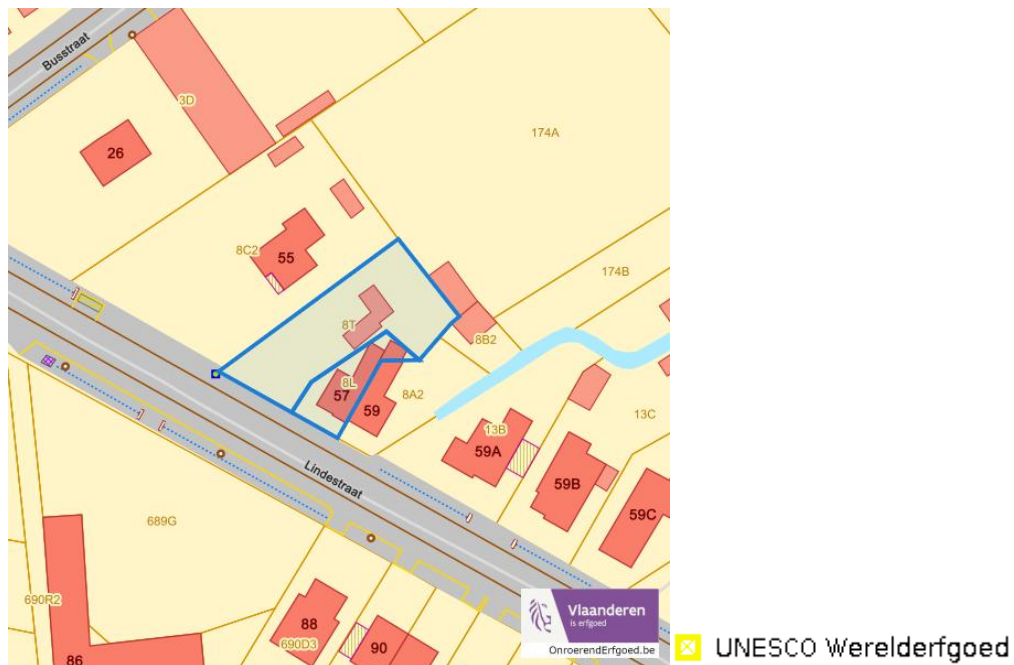 Busstraat
3D
26
174A
8C2
55
174B
8T
8B2
8L
57
59
8A2
13B
59A
13C
59B
59C
Lindestraat
689G
690R2
86
88
690D3
90
Vlaanderen
is erfgoed
OnroerendErfgoed.be
UNESCO Werelderfgoed